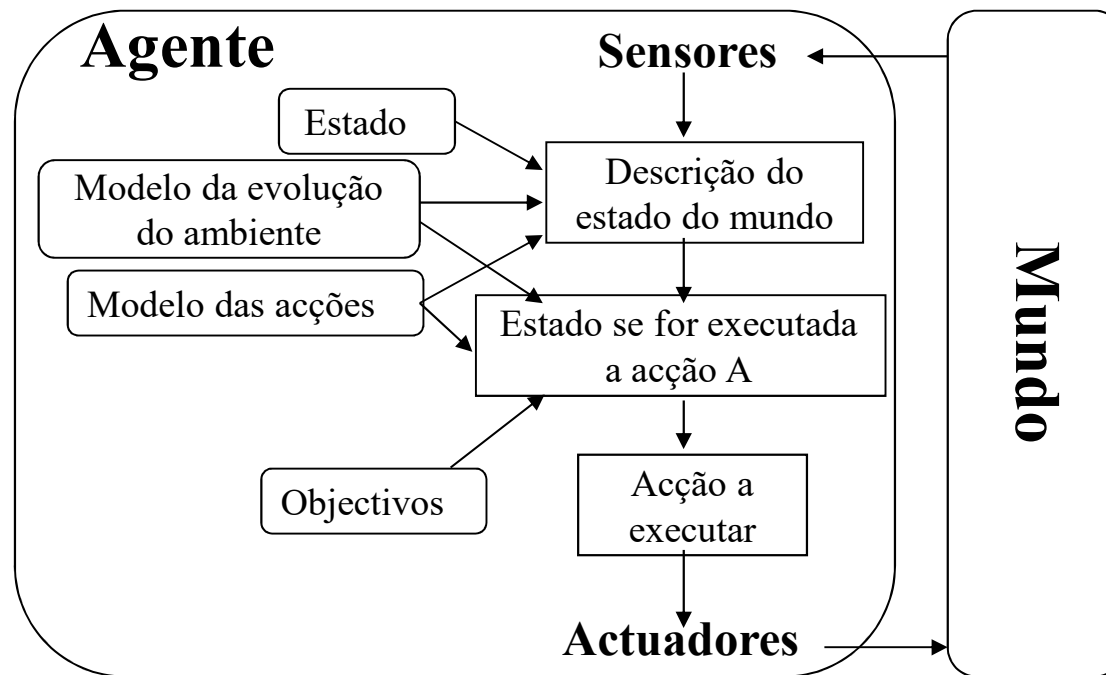 Agente
Sensores
Estado
Descrição do
estado do mundo
Modelo da evolução
do ambiente
Modelo das acções
Estado se for executada
a acção A
Objectivos
Acção a
executar
Actuadores
Mundo